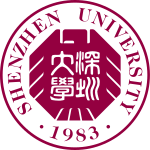 SHENZHEN UNIVERSITY
深圳
大學
· 1983 ·